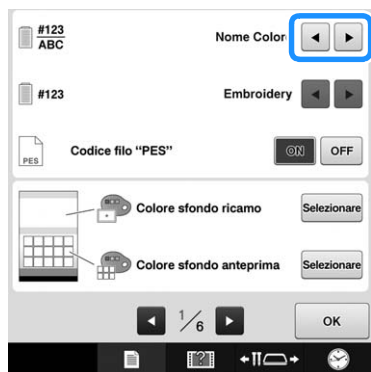 #123
ABC
Nome Color
#123
Embroidery
PES
Codice filo “PES”
ON
OFF
Colore sfondo ricamo
Selezionare
Colore sfondo anteprima
Selezionare
1/6
OK
?